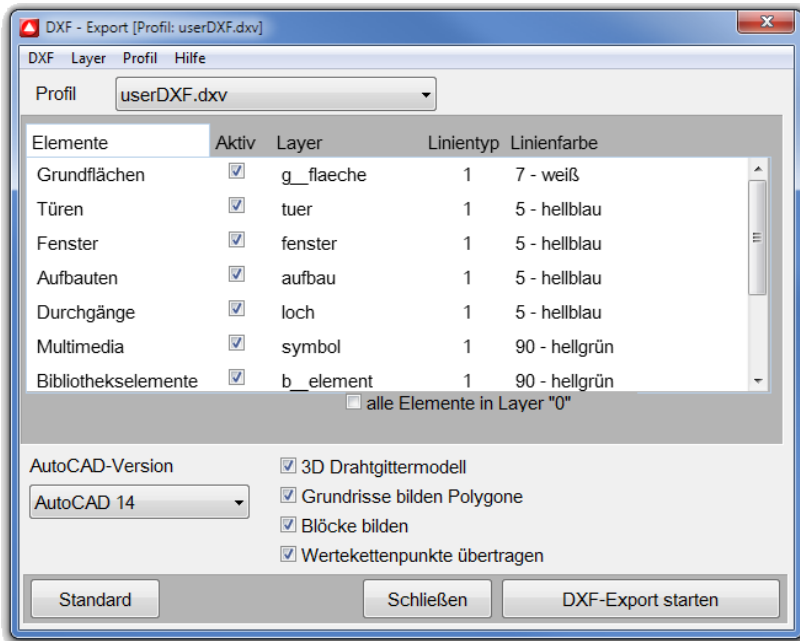 DXF - Export [Profil: userDXF.dxv]
DXF Layer Profil Hilfe
Profil userDXF.dxv
Elemente Aktiv Layer Linientyp Linienfarbe
Grundflächen g__flaeche 1 7 - weiß
Türen tuer 1 5 - hellblau
Fenster fenster 1 5 - hellblau
Aufbauten aufbau 1 5 - hellblau
Durchgänge loch 1 5 - hellblau
Multimedia symbol 1 90 - hellgrün
Bibliothekselemente b__element 1 90 - hellgrün
alle Elemente in Layer "0"
AutoCAD-Version
AutoCAD 14
3D Drahtgittermodell
Grundrisse bilden Polygone
Blöcke bilden
Wertekettenpunkte übertragen
Standard Schließen DXF-Export starten